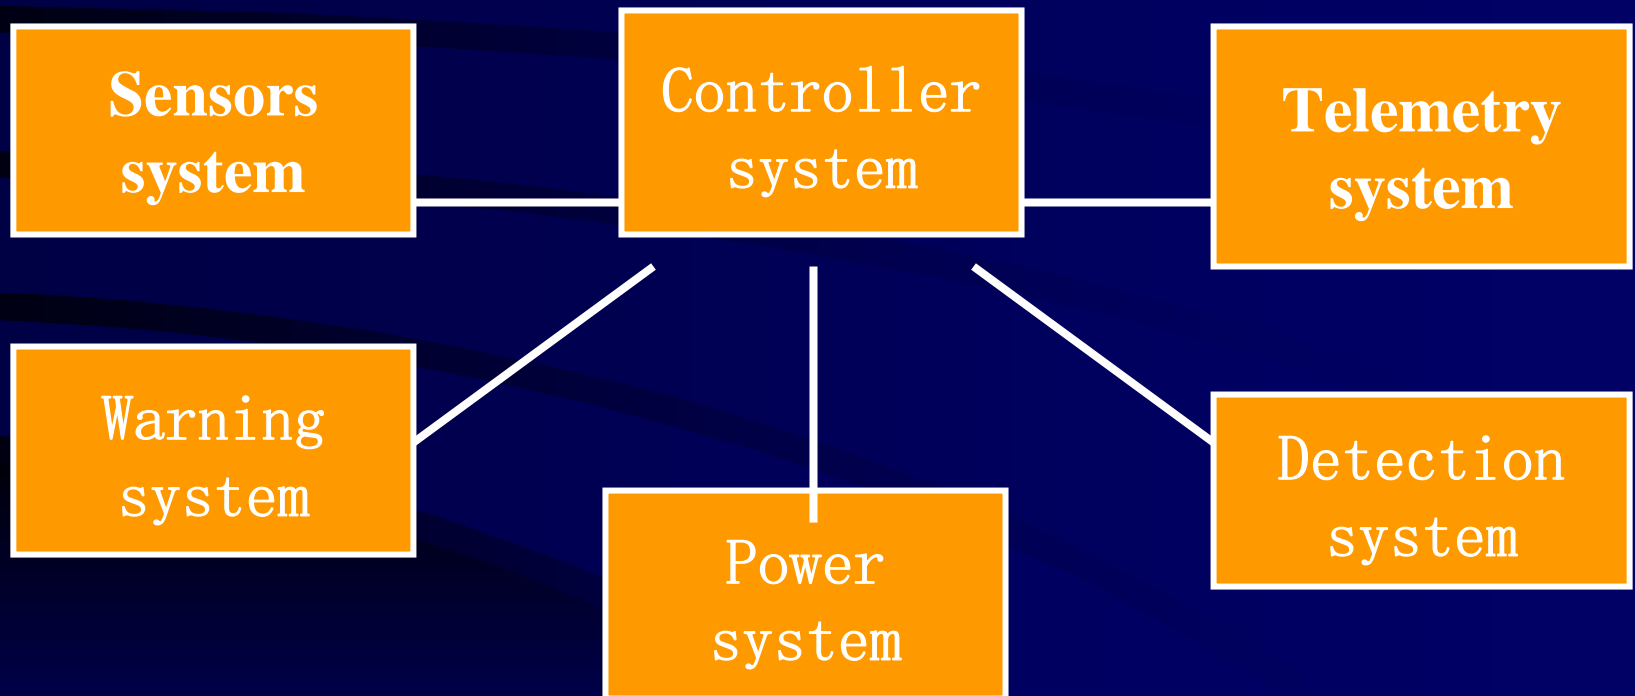 Sensors
system
Controller
system
Telemetry
system
Warning
system
Power
system
Detection
system